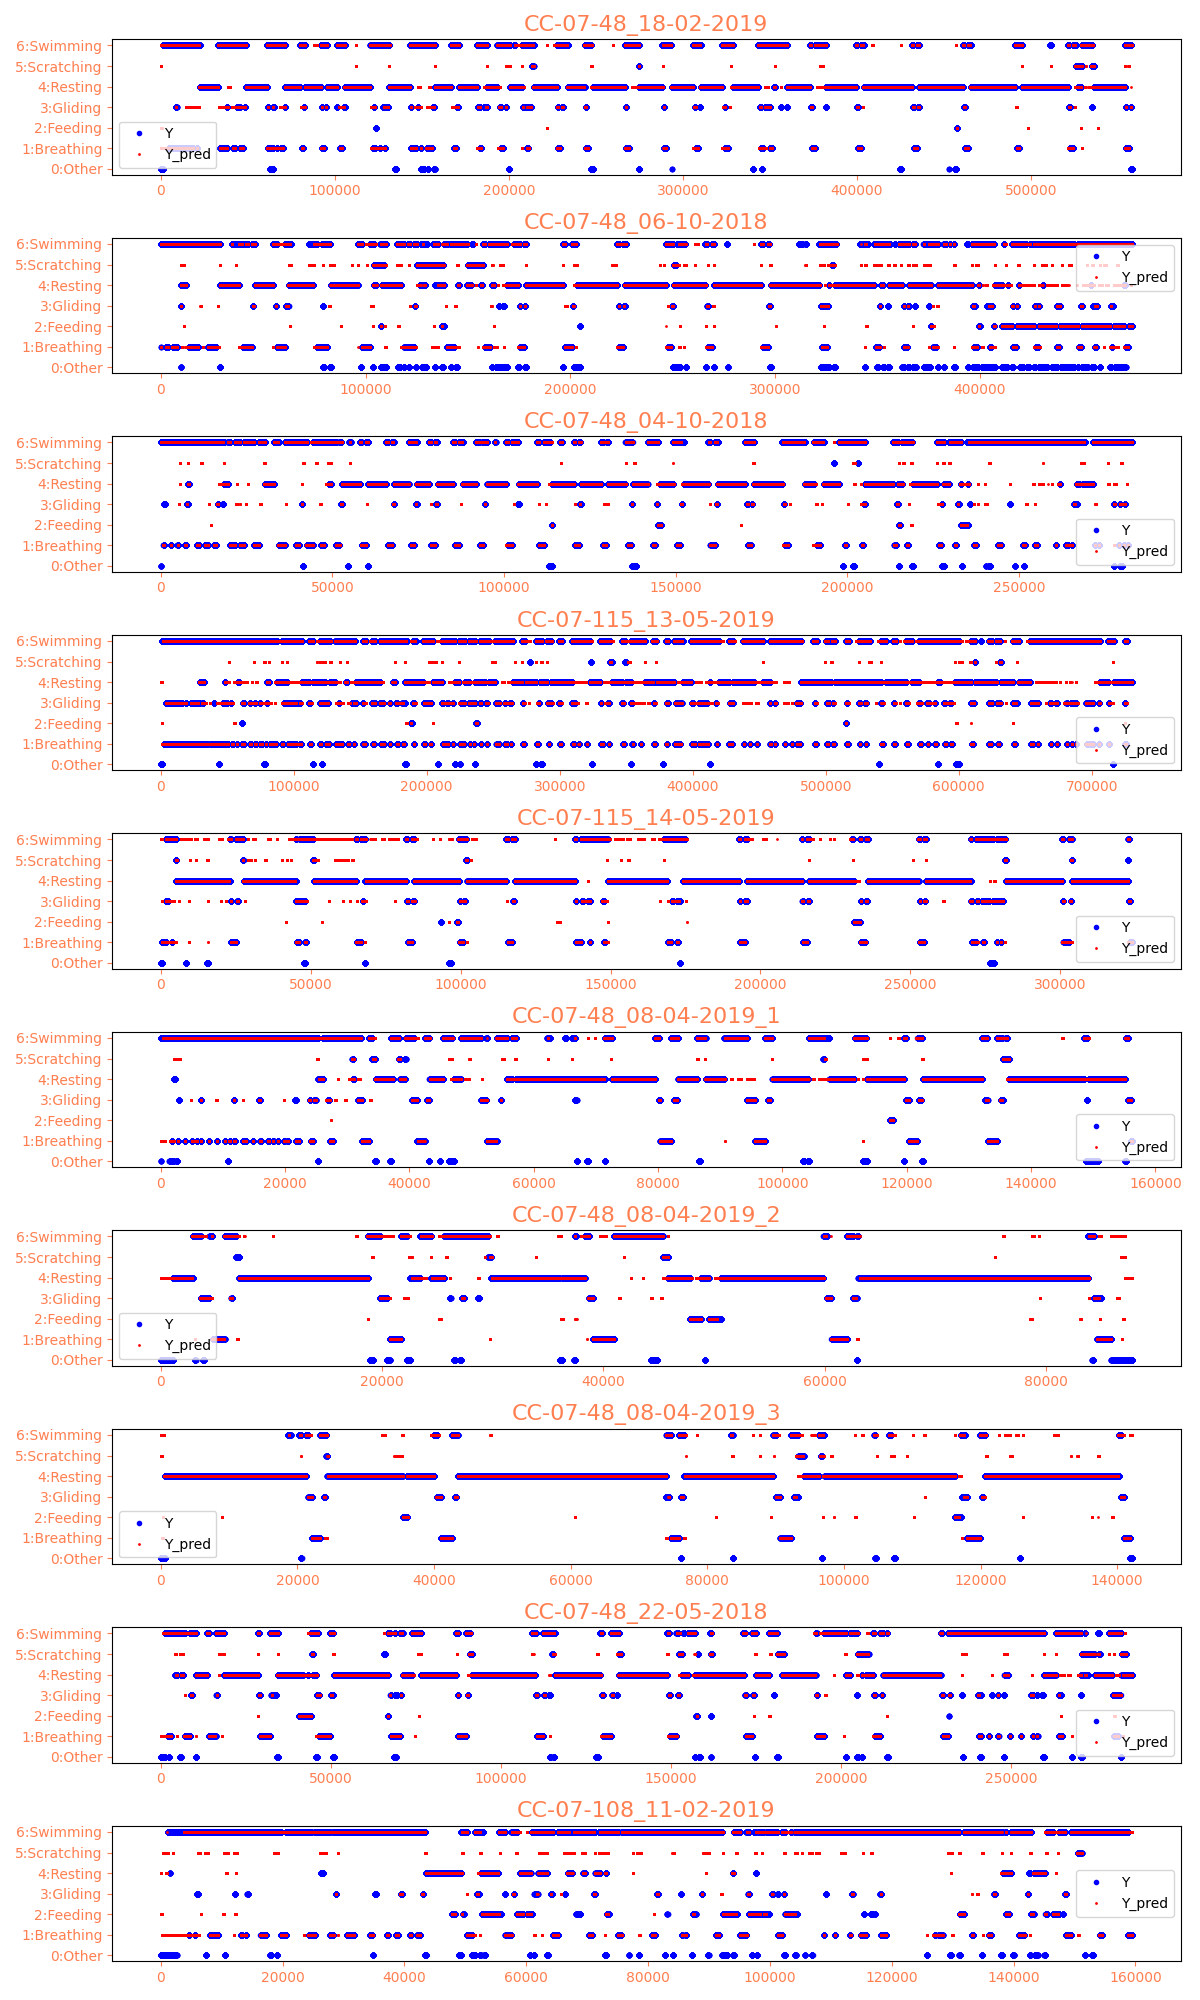 CC-07-48_18-02-2019
6:Swimming
5:Scratching
4:Resting
3:Gliding
2:Feeding
1:Breathing
0:Other
Y
Y_pred
0 100000 200000 300000 400000 500000
CC-07-48_06-10-2018
6:Swimming
5:Scratching
4:Resting
3:Gliding
2:Feeding
1:Breathing
0:Other
Y
Y_pred
0 100000 200000 300000 400000
CC-07-48_04-10-2018
6:Swimming
5:Scratching
4:Resting
3:Gliding
2:Feeding
1:Breathing
0:Other
Y
Y_pred
0 50000 100000 150000 200000 250000
CC-07-115_13-05-2019
6:Swimming
5:Scratching
4:Resting
3:Gliding
2:Feeding
1:Breathing
0:Other
Y
Y_pred
0 100000 200000 300000 400000 500000 600000 700000
CC-07-115_14-05-2019
6:Swimming
5:Scratching
4:Resting
3:Gliding
2:Feeding
1:Breathing
0:Other
Y
Y_pred
0 50000 100000 150000 200000 250000 300000
CC-07-48_08-04-2019_1
6:Swimming
5:Scratching
4:Resting
3:Gliding
2:Feeding
1:Breathing
0:Other
Y
Y_pred
0 20000 40000 60000 80000 100000 120000 140000 160000
CC-07-48_08-04-2019_2
6:Swimming
5:Scratching
4:Resting
3:Gliding
2:Feeding
1:Breathing
0:Other
Y
Y_pred
0 20000 40000 60000 80000
CC-07-48_08-04-2019_3
6:Swimming
5:Scratching
4:Resting
3:Gliding
2:Feeding
1:Breathing
0:Other
Y
Y_pred
0 20000 40000 60000 80000 100000 120000 140000
CC-07-48_22-05-2018
6:Swimming
5:Scratching
4:Resting
3:Gliding
2:Feeding
1:Breathing
0:Other
Y
Y_pred
0 50000 100000 150000 200000 250000
CC-07-108_11-02-2019
6:Swimming
5:Scratching
4:Resting
3:Gliding
2:Feeding
1:Breathing
0:Other
Y
Y_pred
0 20000 40000 60000 80000 100000 120000 140000 160000